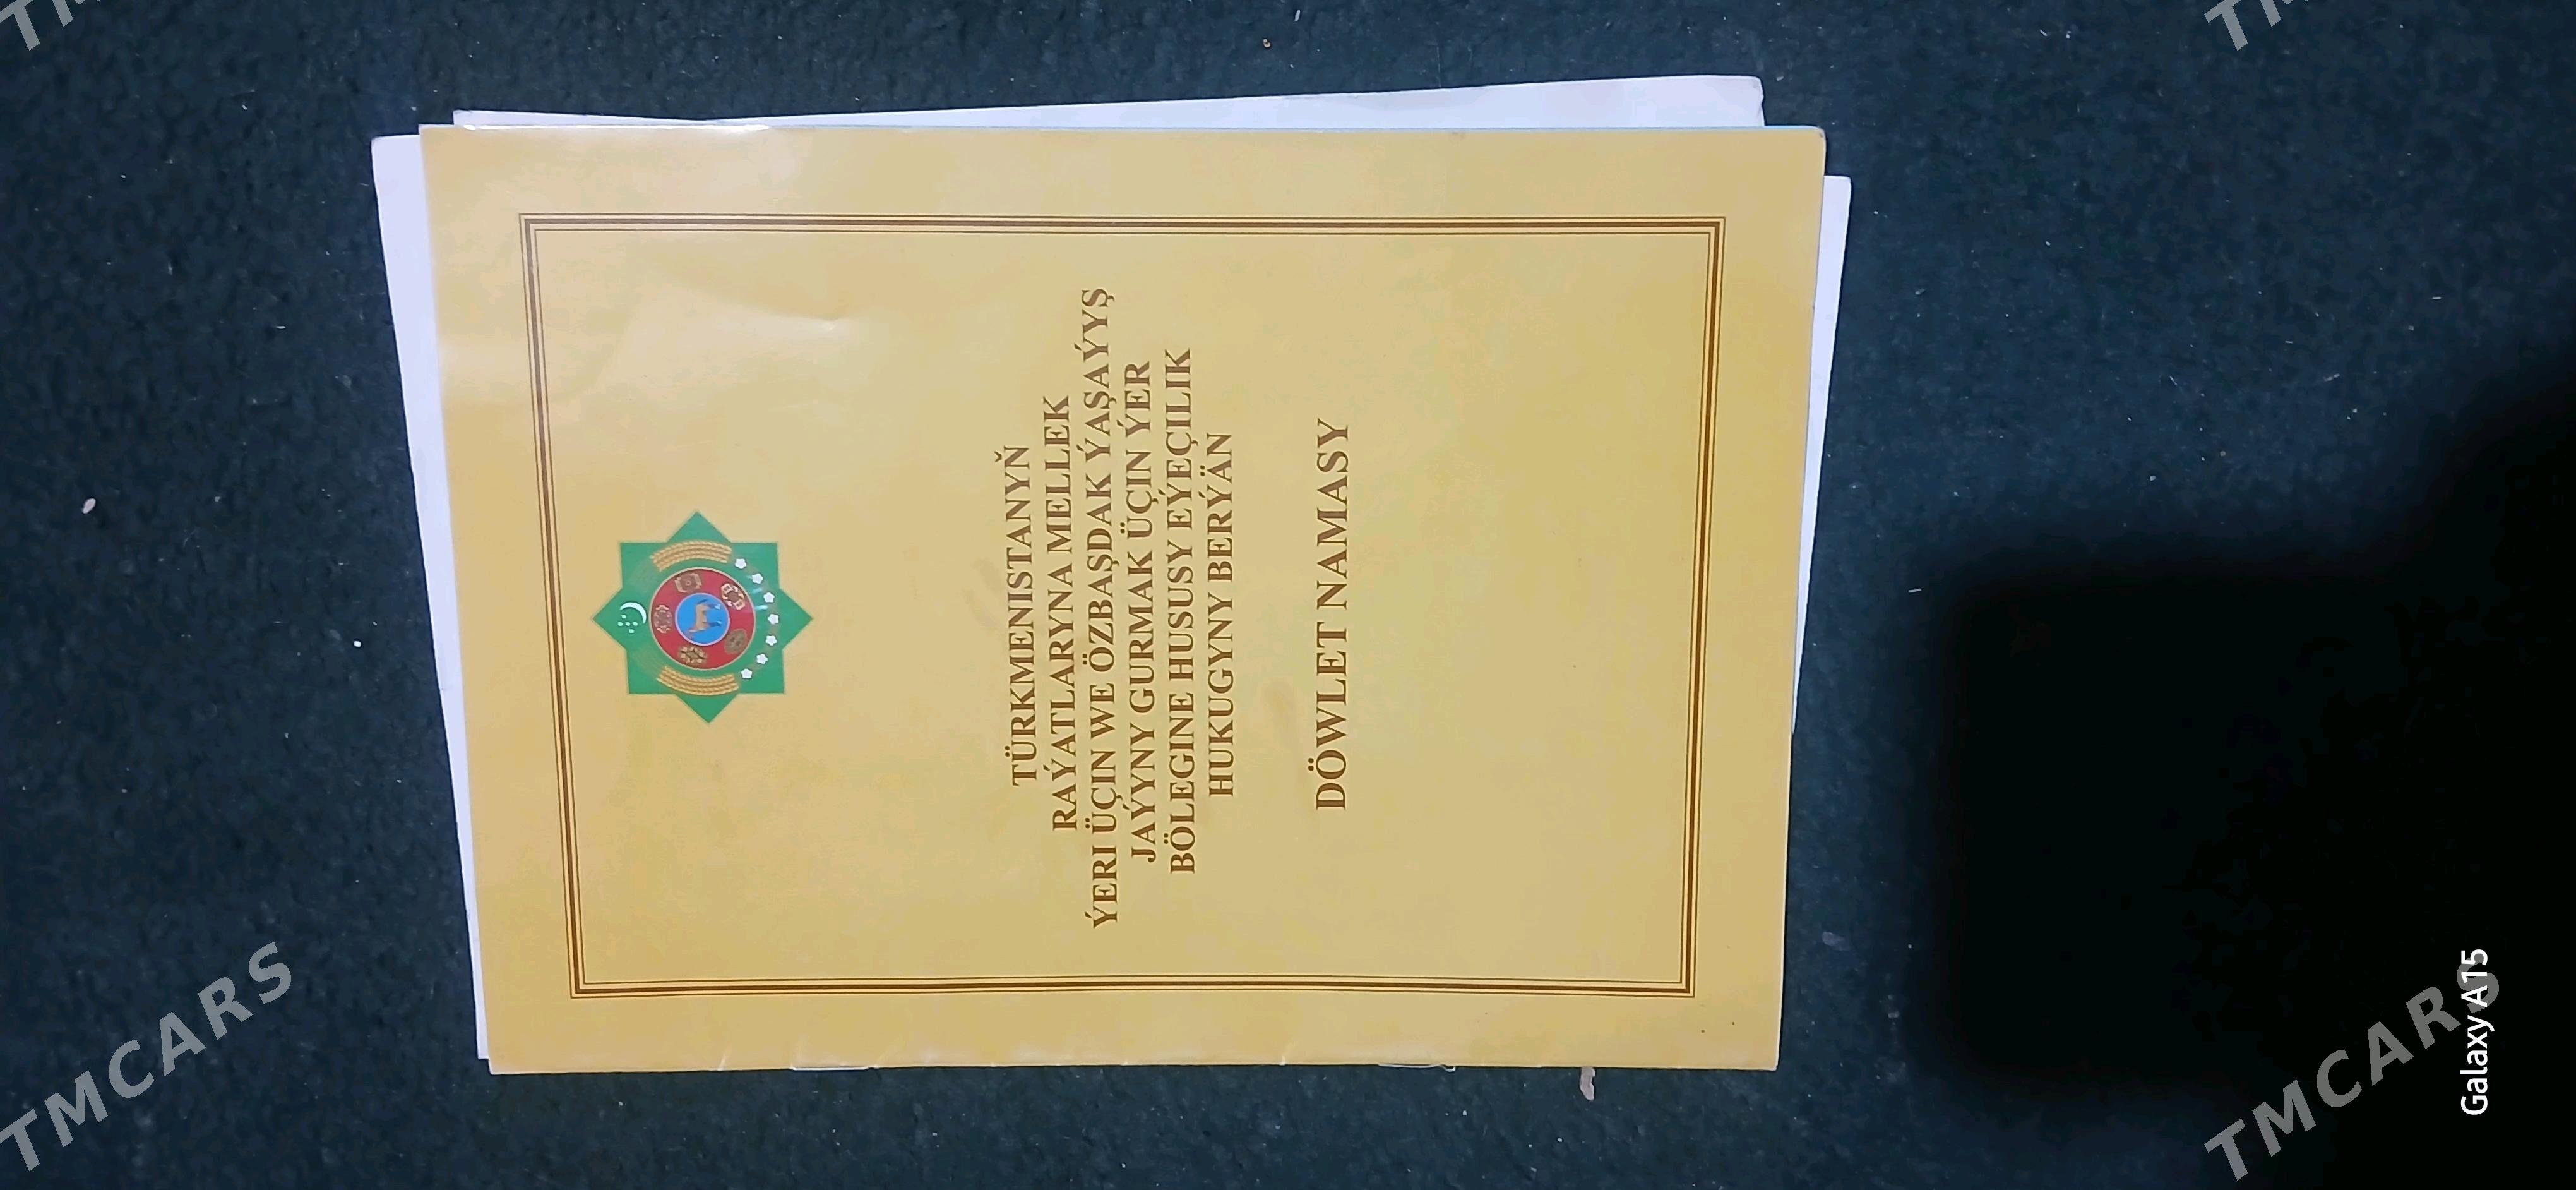 TÜRKMENISTANYŇ
RAÝATLARYNA MELLEK
ÝERI ÜÇIN WE ÖZBAŞDAK ÝAŞAÝYŞ
JAÝYNY GURMAK ÜÇIN ÝER
BÖLEGINE HUSUSY EÝEÇILIK
HUKUGYNY BERÝÄN
DÖWLET NAMASY
TMCARS
TMCARS
Galaxy A15